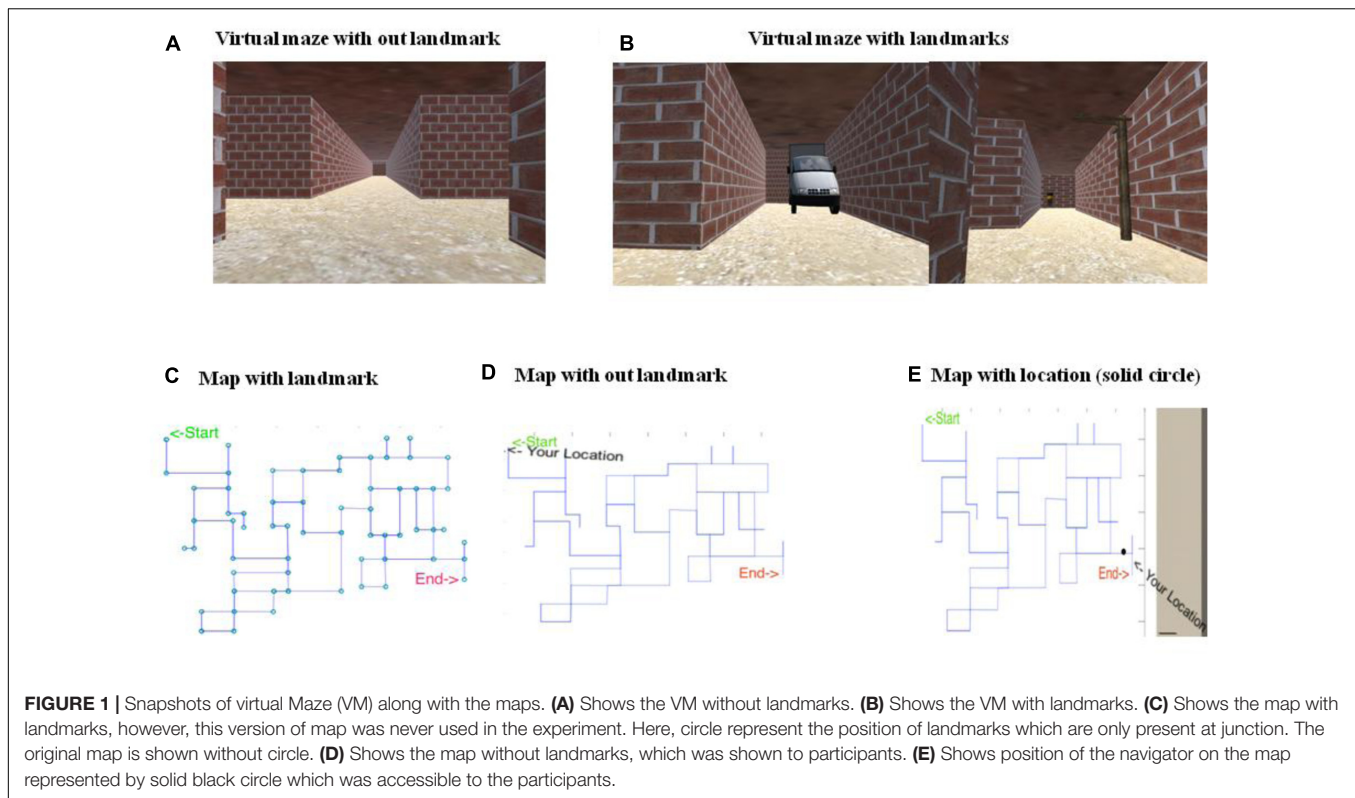 A
Virtual maze with out landmark
B
Virtual maze with landmarks
C
Map with landmark
D
Map with out landmark
E
Map with location (solid circle)
<-Start
End->
<-Start
<- Your Location
End->
<-Start
End->
<- Your Location
FIGURE 1 | Snapshots of virtual Maze (VM) along with the maps. (A) Shows the VM without landmarks. (B) Shows the VM with landmarks. (C) Shows the map with
landmarks, however, this version of map was never used in the experiment. Here, circle represent the position of landmarks which are only present at junction. The
original map is shown without circle. (D) Shows the map without landmarks, which was shown to participants. (E) Shows position of the navigator on the map
represented by solid black circle which was accessible to the participants.